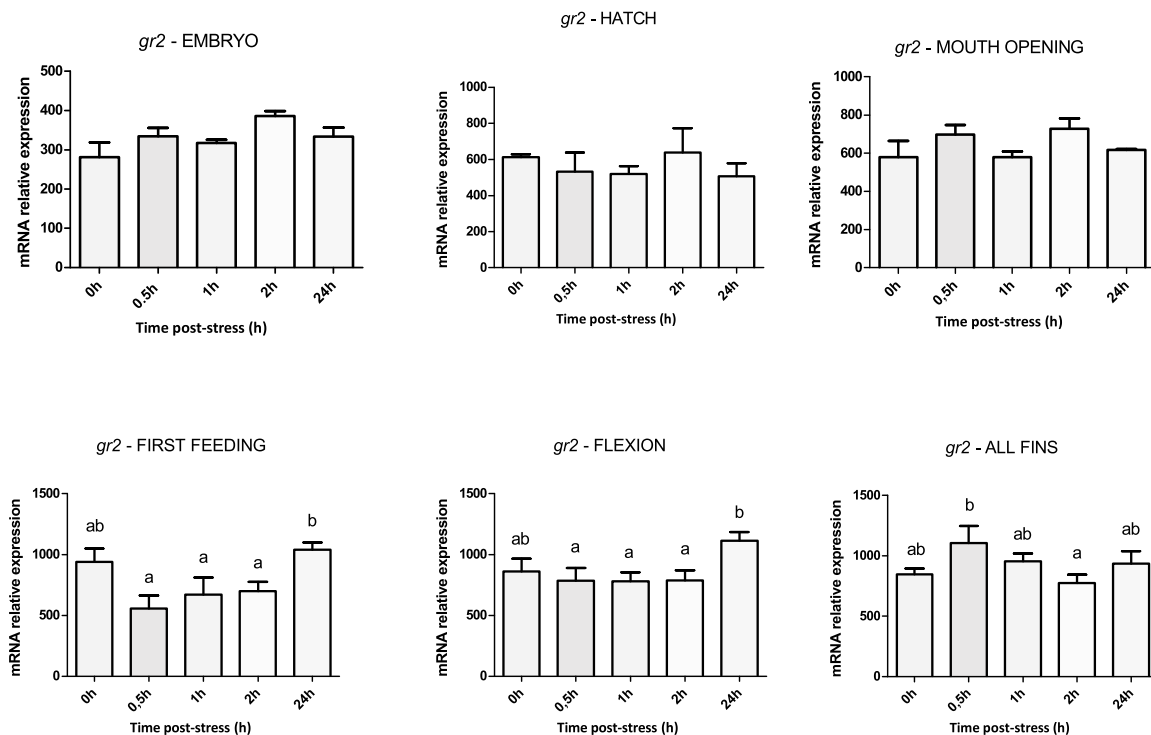 gr2 - EMBRYO
mRNA relative expression
500
400
300
200
100
0
0h
0.5h
1h
2h
24h
Time post-stress (h)
gr2 - HATCH
mRNA relative expression
1000
800
600
400
200
0
0h
0,5h
1h
2h
24h
Time post-stress (h)
gr2 - MOUTH OPENING
mRNA relative expression
1000
800
600
400
200
0
0h
0,5h
1h
2h
24h
Time post-stress (h)
gr2 - FIRST FEEDING
mRNA relative expression
1500
1000
500
0
ab
a
a
a
b
0h
0,5h
1h
2h
24h
Time post-stress (h)
gr2 - FLEXION
mRNA relative expression
1500
1000
500
0
ab
a
a
a
b
0h
0,5h
1h
2h
24h
Time post-stress (h)
gr2 - ALL FINS
mRNA relative expression
1500
1000
500
0
ab
b
ab
a
ab
0h
0,5h
1h
2h
24h
Time post-stress (h)